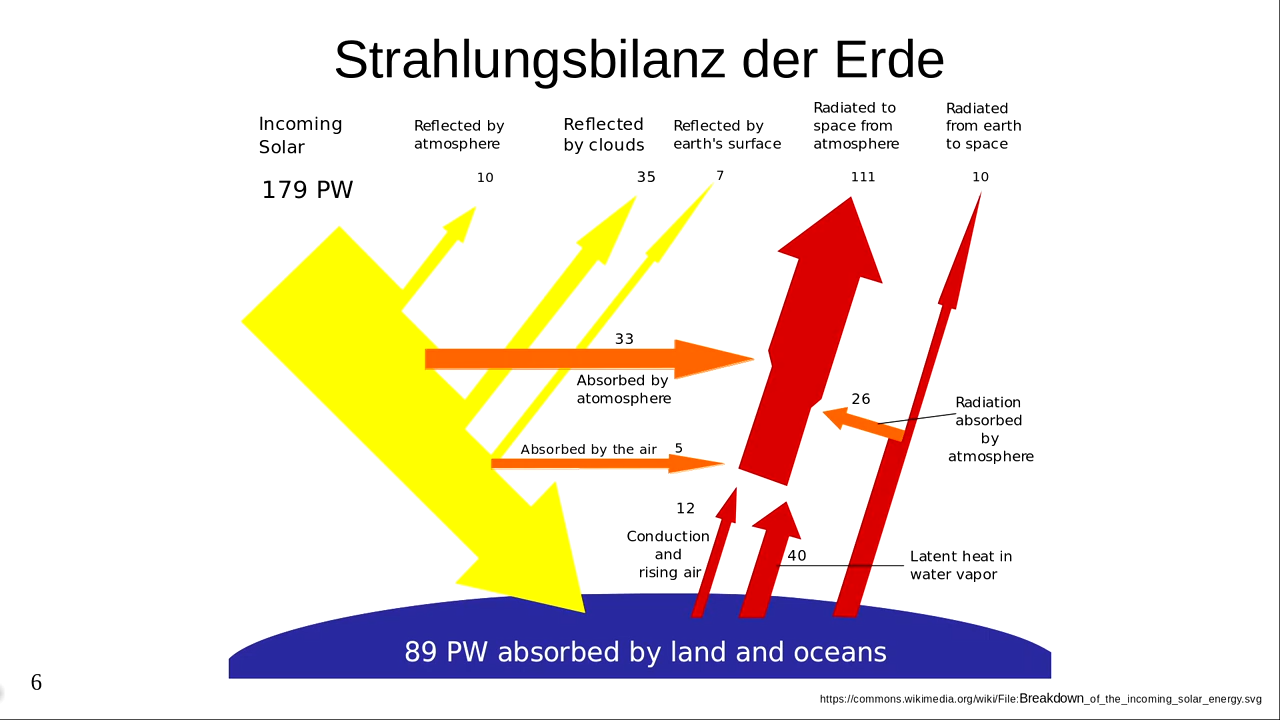 Strahlungsbilanz der Erde
Incoming
Solar
179 PW
Reflected by
atmosphere
10
Reflected
by clouds
35
Reflected by
earth's surface
7
Radiated to
space from
atmosphere
111
Radiated
from earth
to space
10
33
Absorbed by
atomosphere
26
Radiation
absorbed
by
atmosphere
Absorbed by the air 5
12
Conduction
and
rising air
40
Latent heat in
water vapor
89 PW absorbed by land and oceans
6
https://commons.wikimedia.org/wiki/File:Breakdown_of_the_incoming_solar_energy.svg